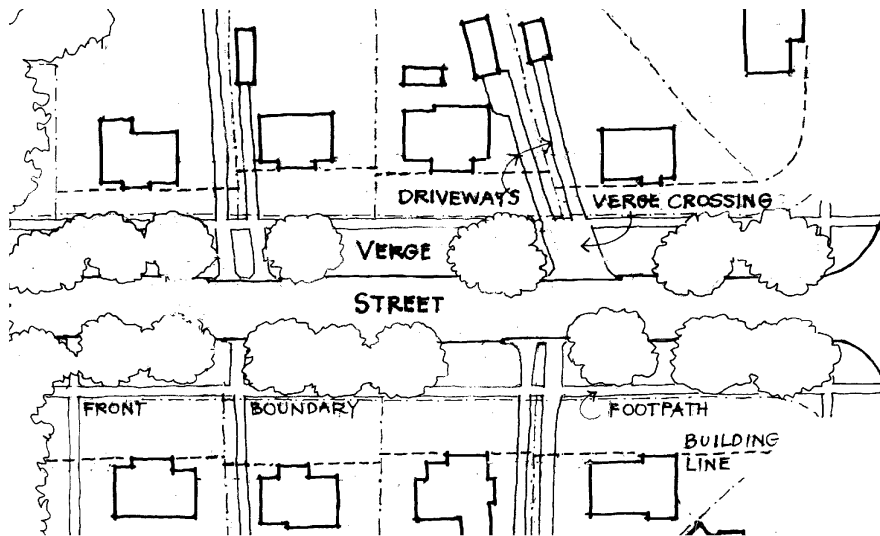 DRIVEWAYS
VERGE CROSSING
VERGE
STREET
FRONT BOUNDARY
FOOTPATH
BUILDING
LINE